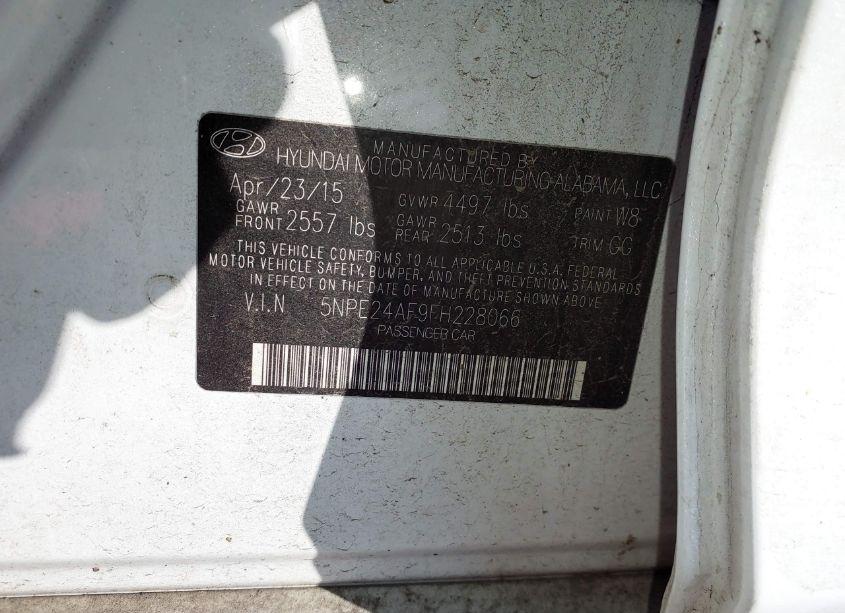 MANUFACTURED BY
HYUNDAI MOTOR MANUFACTURING ALABAMA, LLC
Apr/23/15 GVWR 4497 lbs PAINT W8
GAWR FRONT 2557 lbs GAWR REAR 2513 lbs TRIM GG
THIS VEHICLE CONFORMS TO ALL APPLICABLE U.S.A. FEDERAL
MOTOR VEHICLE SAFETY, BUMPER, AND THEFT PREVENTION STANDARDS
IN EFFECT ON THE DATE OF MANUFACTURE SHOWN ABOVE
V.I.N 5NPE24AF9FH228066
PASSENGER CAR